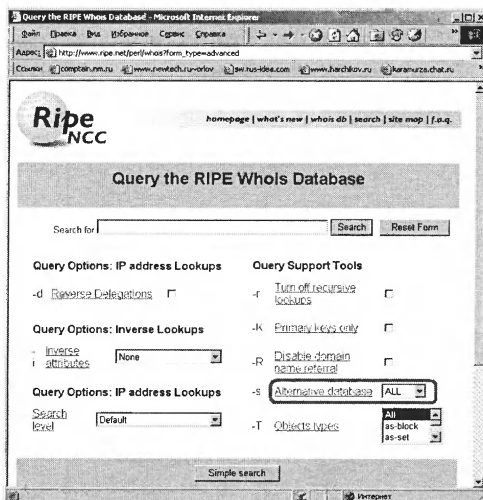 Query the RIPE Whois Database - Microsoft Internet Explorer
Файл Правка Вид Избранное Сервис Справка
Адрес: http://www.ripe.net/perl/whois?form_type=advanced
Ссылки comptain.nm.ru www.newtech.ru~orlov sw.rus-idea.com www.harchikov.ru karamurza.chat.ru
Ripe NCC
homepage | what's new | whois db | search | site map | f.a.q.
Query the RIPE Whois Database
Search for Search Reset Form
Query Options: IP address Lookups
-d Reverse Delegations
Query Options: Inverse Lookups
-i Inverse attributes None
Query Options: IP address Lookups
Search level Default
Query Support Tools
-r Turn off recursive lookups
-K Primary keys only
-R Disable domain name referral
-s Alternative database ALL
-T Objects types All
as-block
as-set
Simple search
Интернет